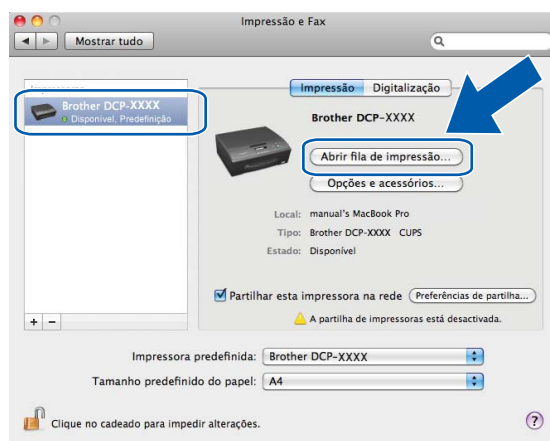 Impressão e Fax
Mostrar tudo
Impressão Digitalização
Brother DCP-XXXX
Disponível, Predefinição
Brother DCP-XXXX
Abrir fila de impressão...
Opções e acessórios...
Local: manual's MacBook Pro
Tipo: Brother DCP-XXXX CUPS
Estado: Disponível
Partilhar esta impressora na rede Preferências de partilha...
A partilha de impressoras está desactivada.
+ −
Impressora predefinida: Brother DCP-XXXX
Tamanho predefinido do papel: A4
Clique no cadeado para impedir alterações.
?